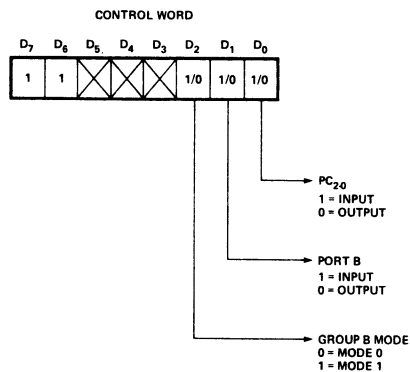 CONTROL WORD
D7 D6 D5 D4 D3 D2 D1 D0
1 1 1/0 1/0 1/0
PC2-0
1 = INPUT
0 = OUTPUT
PORT B
1 = INPUT
0 = OUTPUT
GROUP B MODE
0 = MODE 0
1 = MODE 1